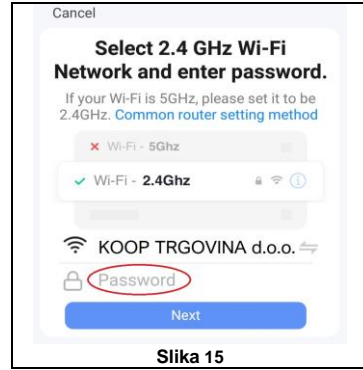 Cancel
Select 2.4 GHz Wi-Fi
Network and enter password.
If your Wi-Fi is 5GHz, please set it to be
2.4GHz. Common router setting method
Wi-Fi - 5Ghz
Wi-Fi - 2.4Ghz
KOOP TRGOVINA d.o.o.
Password
Next
Slika 15